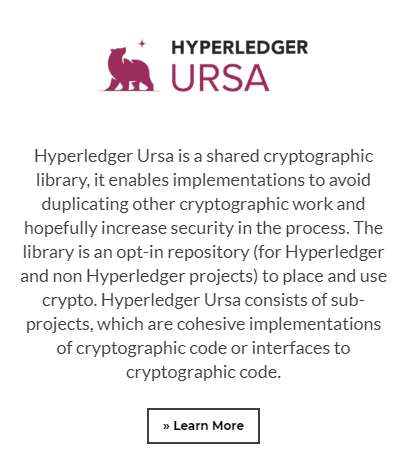 HYPERLEDGER
URSA
Hyperledger Ursa is a shared cryptographic
library, it enables implementations to avoid
duplicating other cryptographic work and
hopefully increase security in the process. The
library is an opt-in repository (for Hyperledger
and non Hyperledger projects) to place and use
crypto. Hyperledger Ursa consists of sub-
projects, which are cohesive implementations
of cryptographic code or interfaces to
cryptographic code.
» Learn More